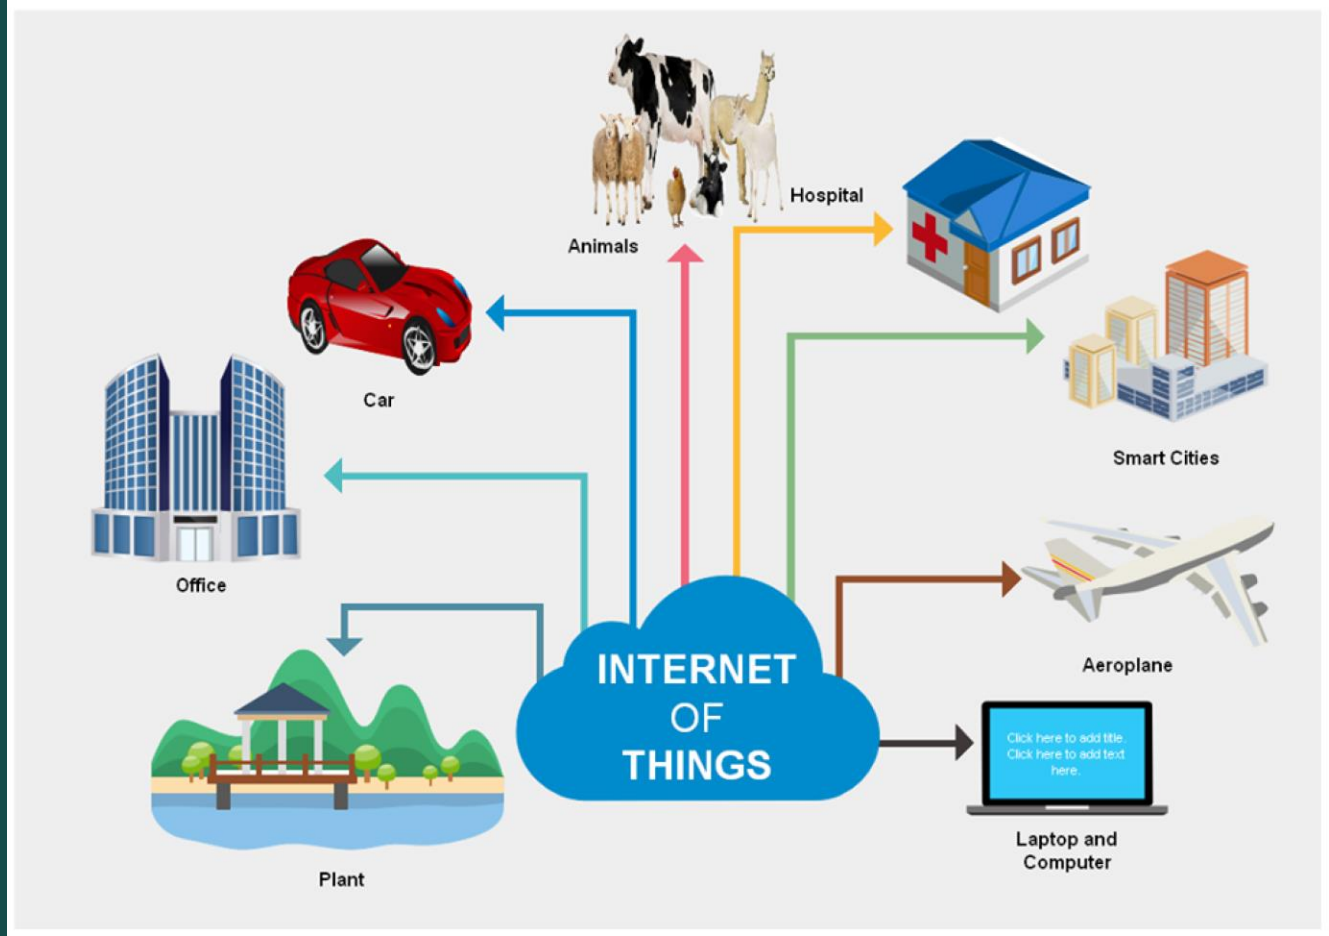 Hospital
Animals
Car
Smart Cities
Office
Aeroplane
INTERNET
OF
THINGS
Click here to add title.
Click here to add text
here.
Laptop and
Computer
Plant